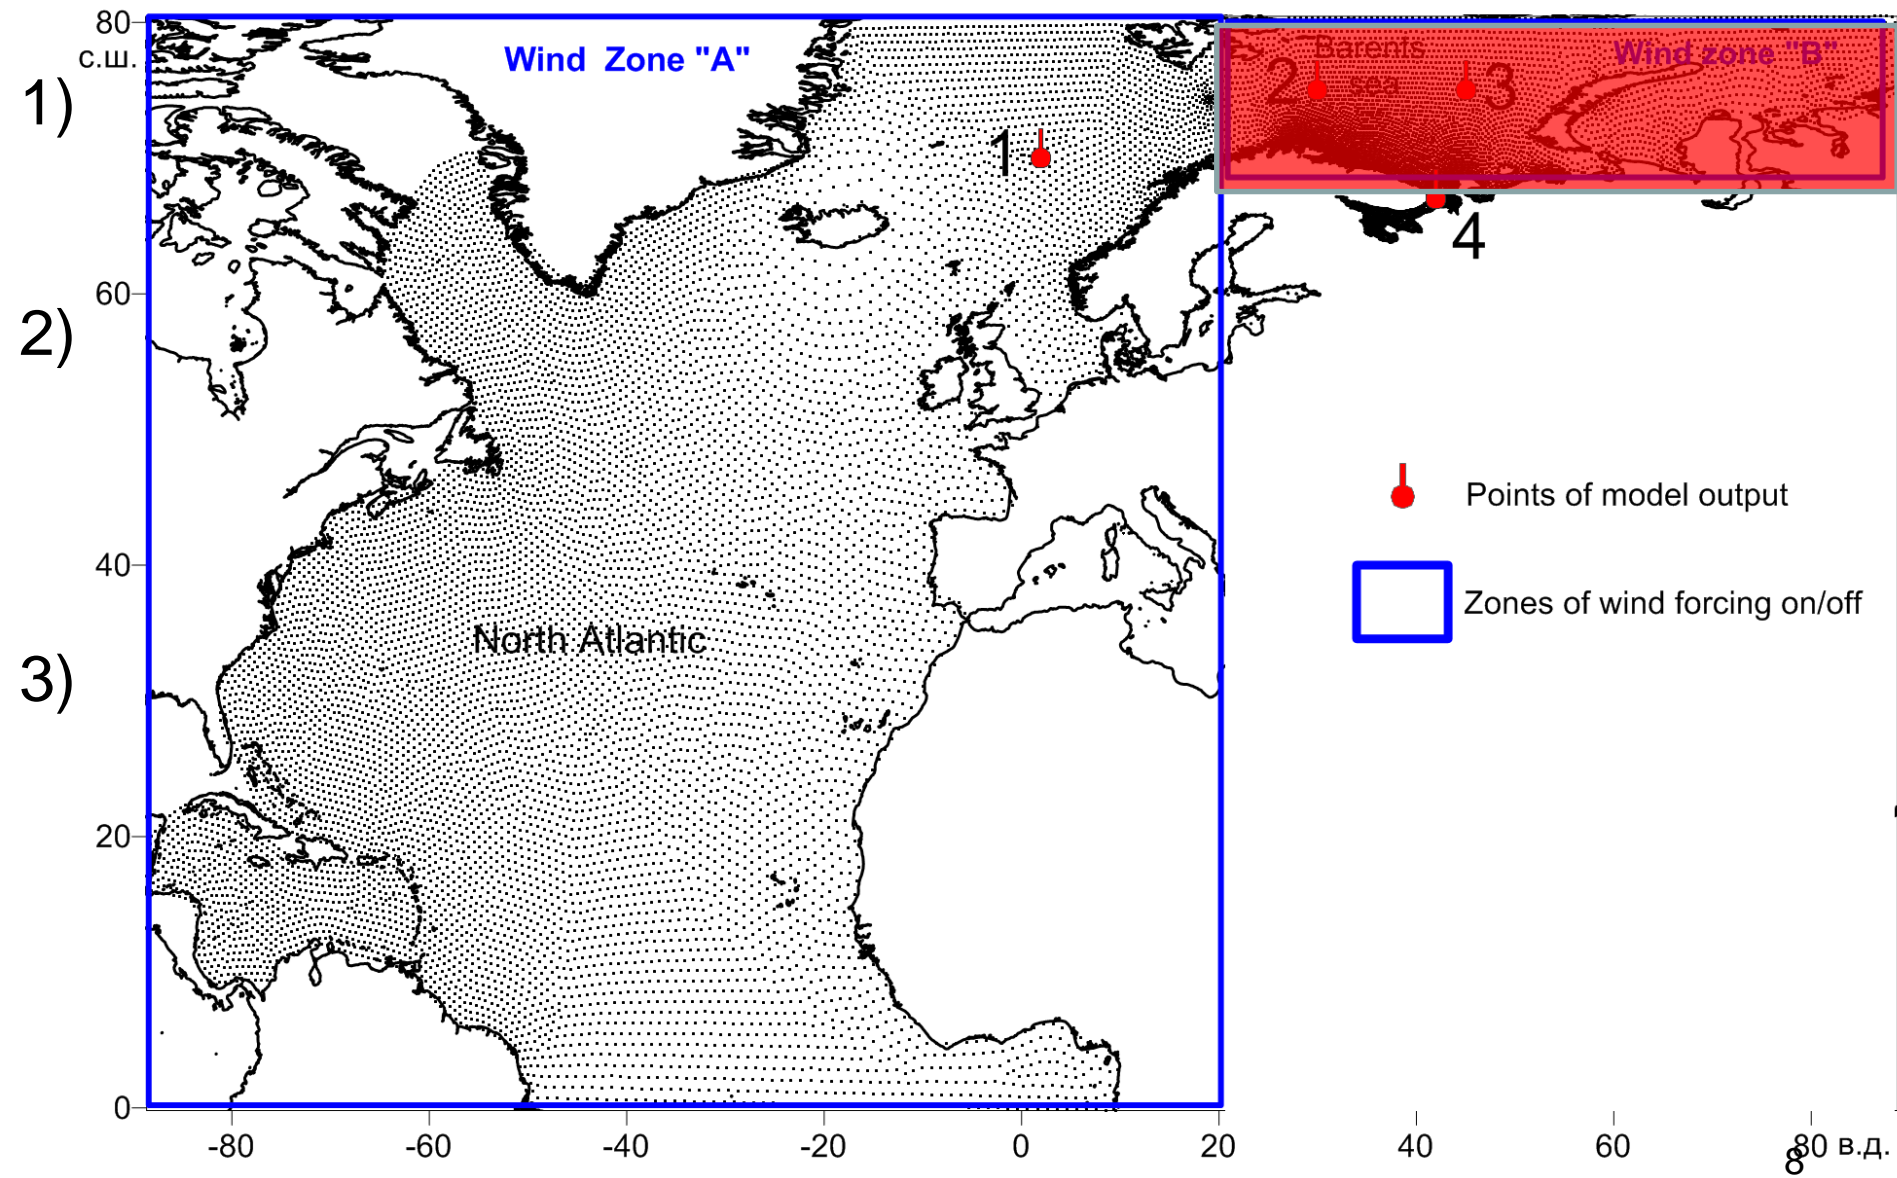 80
с.ш.
Wind Zone "A"
Barents
sea
Wind zone "B"
1)
2
3
1
4
60
2)
Points of model output
40
Zones of wind forcing on/off
North Atlantic
3)
20
0
-80
-60
-40
-20
0
20
40
60
80
в.д.
8